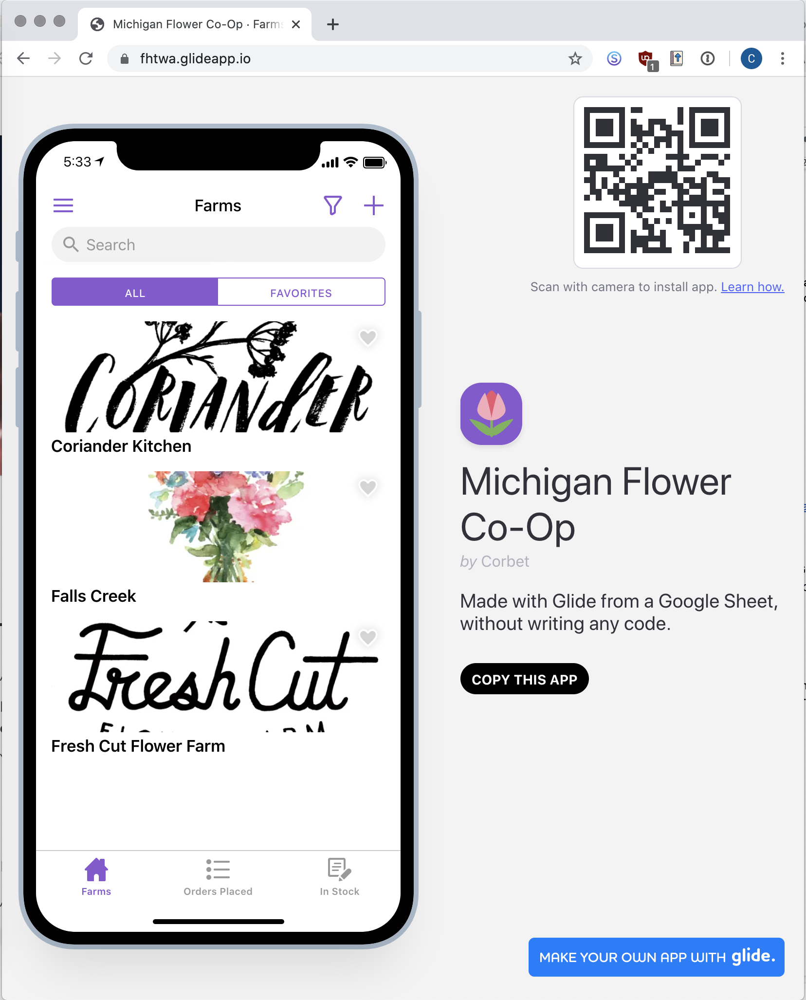 Michigan Flower Co-Op · Farms
fhtwa.glideapp.io
1
C
5:33
Farms
Search
ALL
FAVORITES
CORIANdER
Coriander Kitchen
Falls Creek
Fresh Cut
Fresh Cut Flower Farm
Farms
Orders Placed
In Stock
Scan with camera to install app. Learn how.
Michigan Flower
Co-Op
by Corbet
Made with Glide from a Google Sheet,
without writing any code.
COPY THIS APP
MAKE YOUR OWN APP WITH glide.